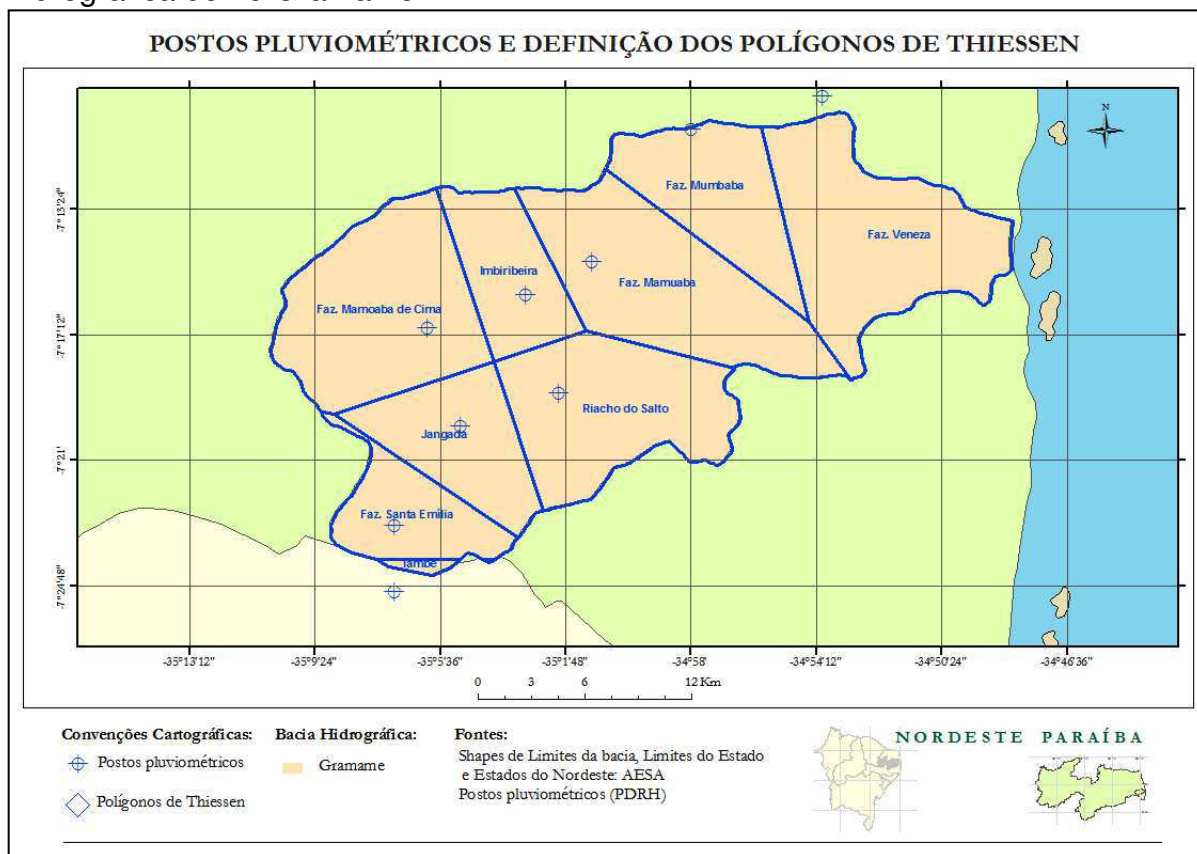 POSTOS PLUVIOMÉTRICOS E DEFINIÇÃO DOS POLÍGONOS DE THIESSEN
N
Faz. Mumbaba
Faz. Veneza
Imbiribeira
Faz. Mamuaba
Faz. Mamoaba de Cima
Riacho do Salto
Jangada
Faz. Santa Emília
Tambe
-7°13'24"
-7°17'12"
-7°21'
-7°24'48"
-35°13'12"
-35°9'24"
-35°5'36"
-35°1'48"
-34°58'
-34°54'12"
-34°50'24"
-34°46'36"
0 3 6 12 Km
Convenções Cartográficas:
Postos pluviométricos
Polígonos de Thiessen
Bacia Hidrográfica:
Gramame
Fontes:
Shapes de Limites da bacia, Limites do Estado
e Estados do Nordeste: AESA
Postos pluviométricos (PDRH)
NORDESTE PARAÍBA